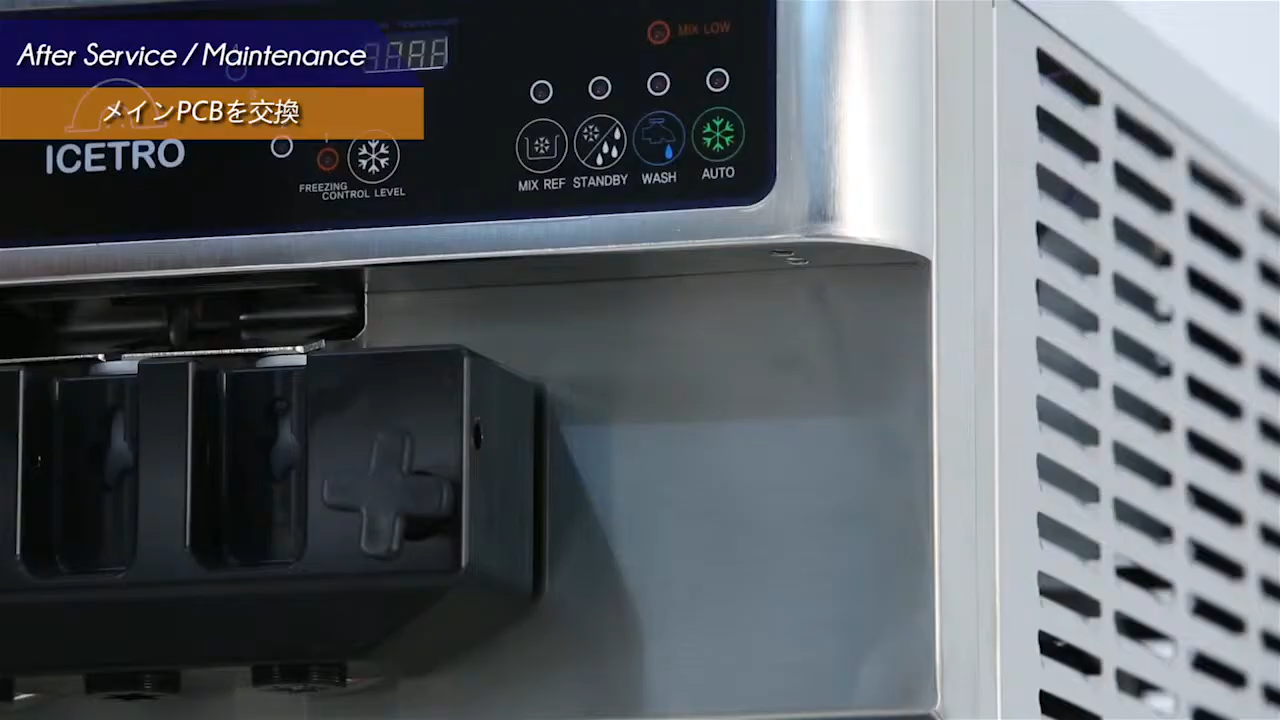 After Service / Maintenance
メインPCBを交換
ICETRO
FREEZING
CONTROL LEVEL
MIX LOW
MIX REF
STANDBY
WASH
AUTO